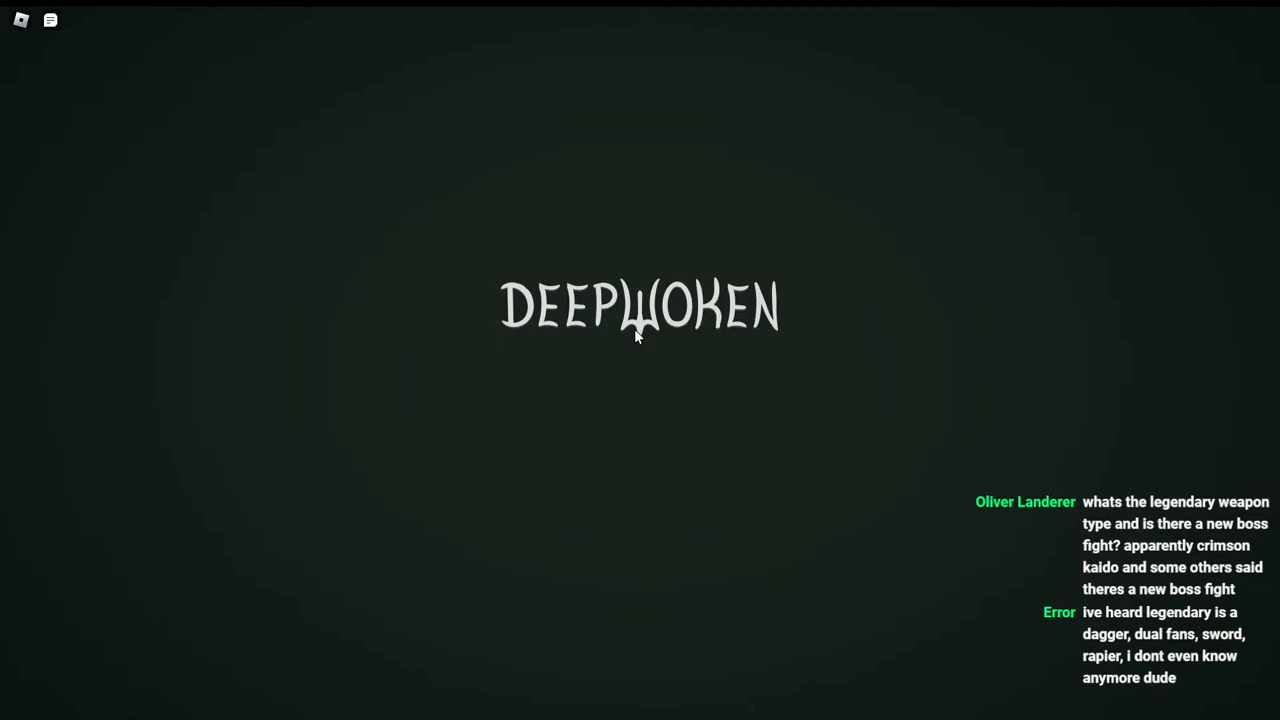 DEEPWOKEN
Oliver Landerer whats the legendary weapon
type and is there a new boss
fight? apparently crimson
kaido and some others said
theres a new boss fight
Error ive heard legendary is a
dagger, dual fans, sword,
rapier, i dont even know
anymore dude